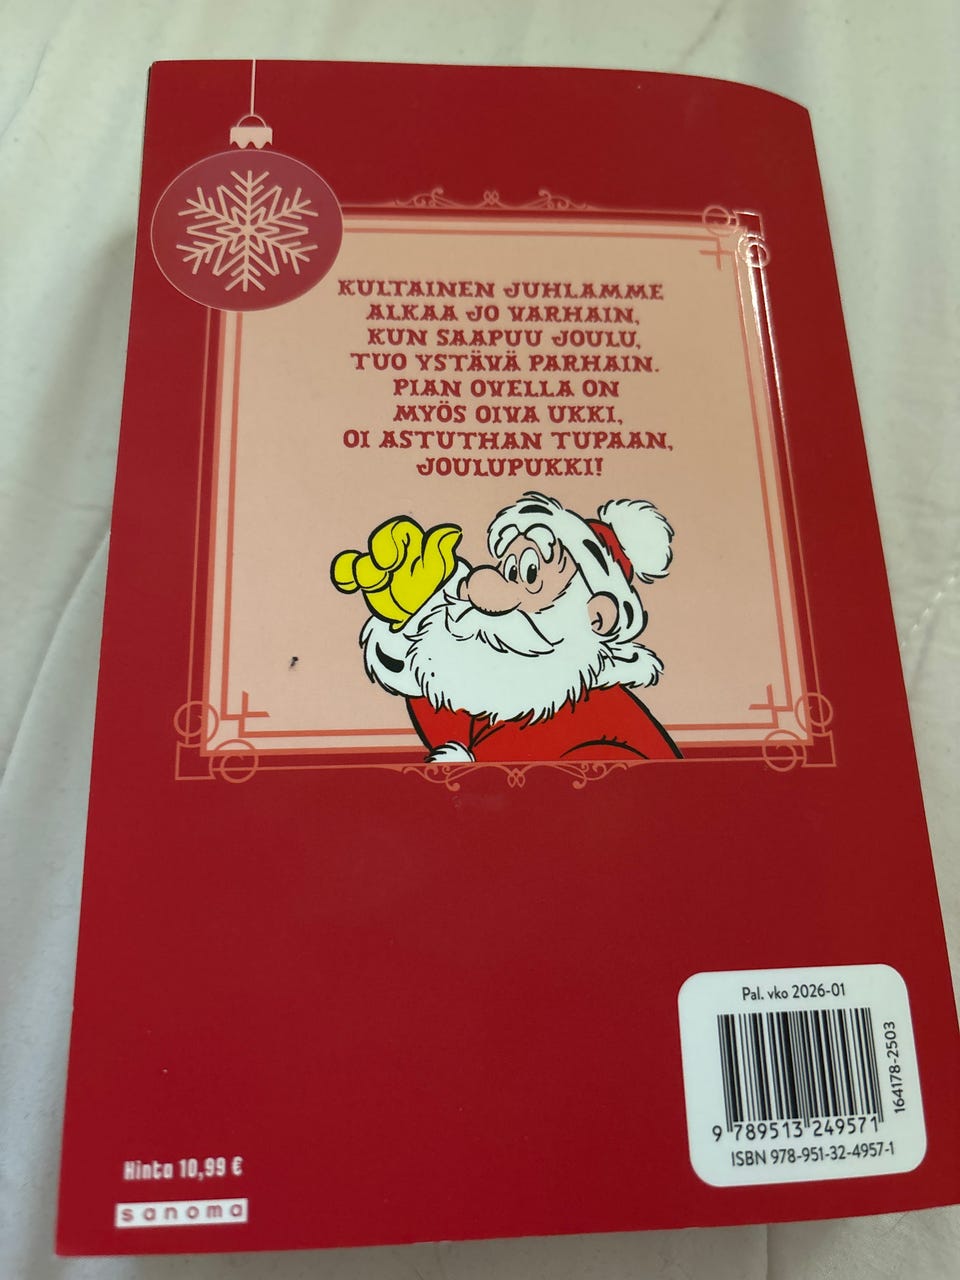 KULTAINEN JUHLAMME
ALKAA JO VARHAIN,
KUN SAAPUU JOULU,
TUO YSTÄVÄ PARHAIN.
PIAN OVELLA ON
MYÖS OIVA UKKI,
OI ASTUTHAN TUPAAN,
JOULUPUKKI!
Pal. vko 2026-01
164178-2503
9 789513 249571
ISBN 978-951-32-4957-1
Hinta 10,99 €
sanoma